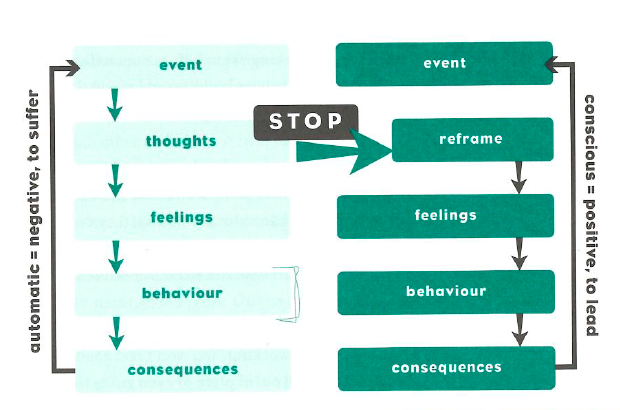 event
thoughts
feelings
behaviour
consequences
automatic = negative, to suffer
STOP
event
reframe
feelings
behaviour
consequences
conscious = positive, to lead